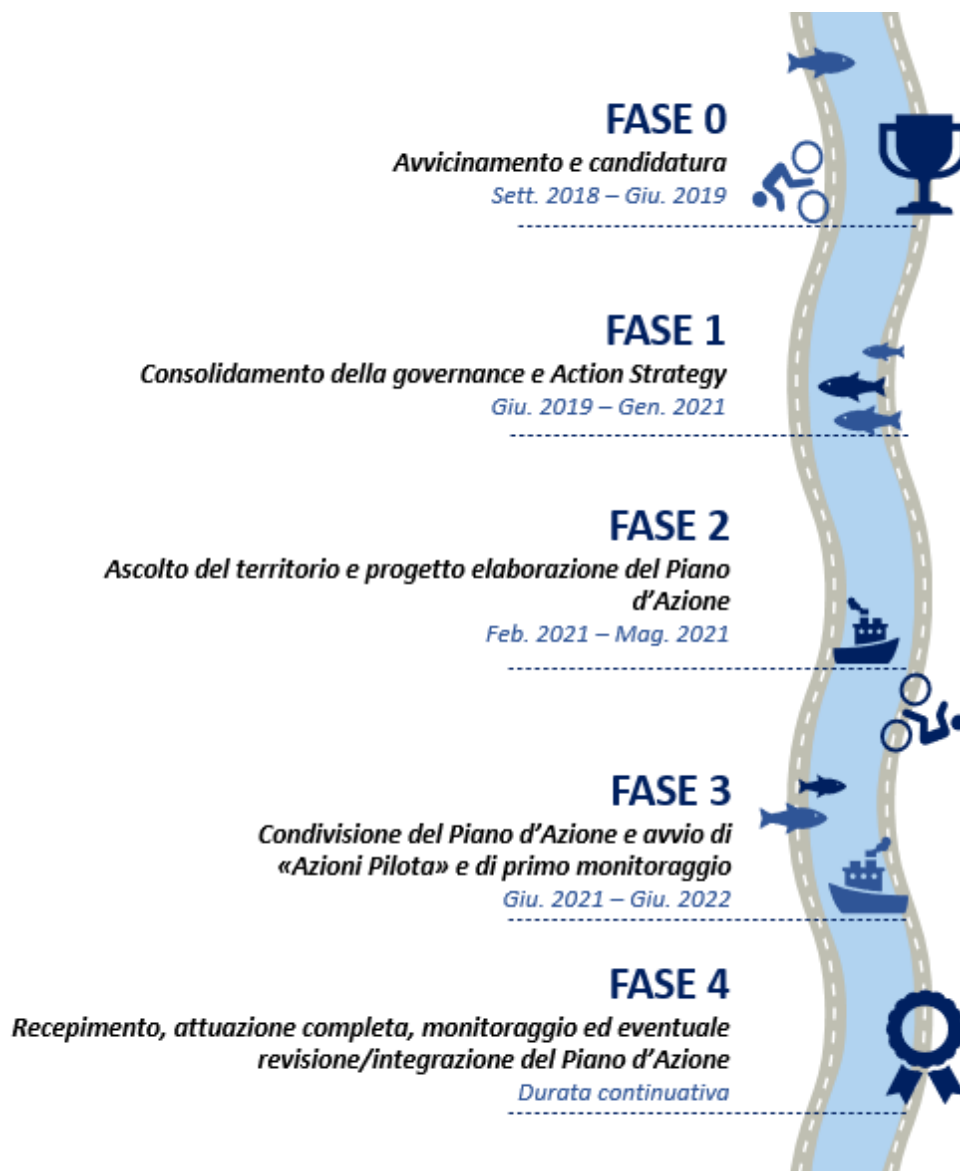 FASE 0
Avvicinamento e candidatura
Sett. 2018 – Giu. 2019
FASE 1
Consolidamento della governance e Action Strategy
Giu. 2019 – Gen. 2021
FASE 2
Ascolto del territorio e progetto elaborazione del Piano
d’Azione
Feb. 2021 – Mag. 2021
FASE 3
Condivisione del Piano d’Azione e avvio di
«Azioni Pilota» e di primo monitoraggio
Giu. 2021 – Giu. 2022
FASE 4
Recepimento, attuazione completa, monitoraggio ed eventuale
revisione/integrazione del Piano d’Azione
Durata continuativa